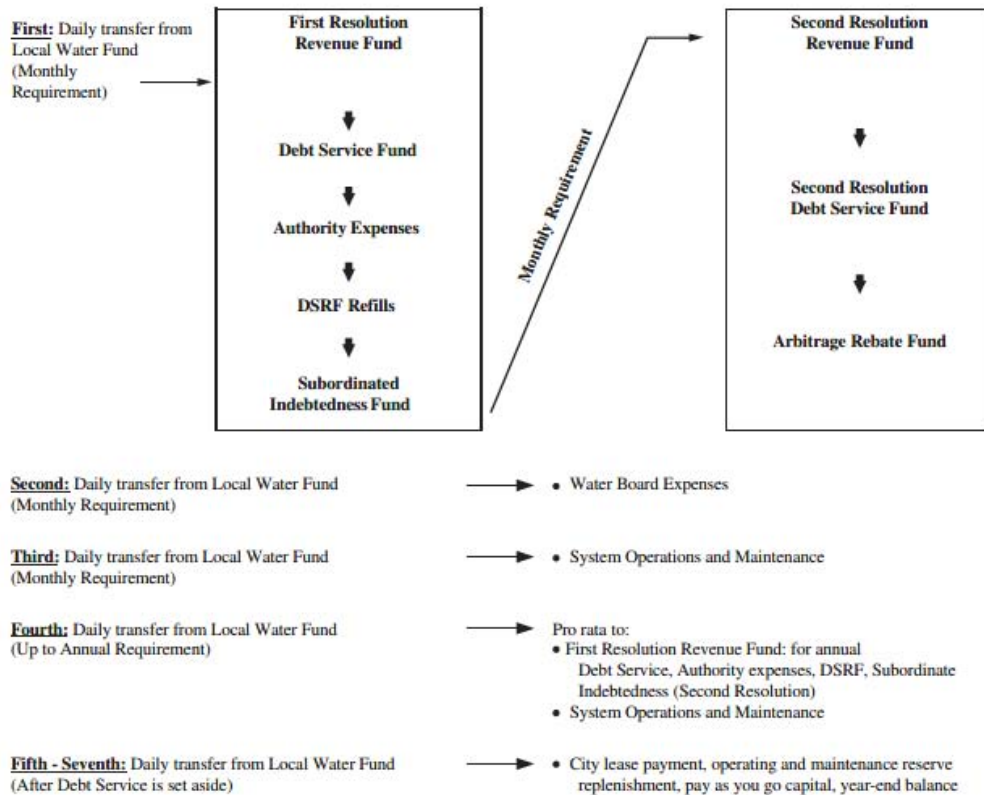 First: Daily transfer from
Local Water Fund
(Monthly
Requirement)
First Resolution
Revenue Fund
Debt Service Fund
Authority Expenses
DSRF Refills
Subordinated
Indebtedness Fund
Monthly Requirement
Second Resolution
Revenue Fund
Second Resolution
Debt Service Fund
Arbitrage Rebate Fund
Second: Daily transfer from Local Water Fund
(Monthly Requirement)
• Water Board Expenses
Third: Daily transfer from Local Water Fund
(Monthly Requirement)
• System Operations and Maintenance
Fourth: Daily transfer from Local Water Fund
(Up to Annual Requirement)
Pro rata to:
• First Resolution Revenue Fund: for annual
Debt Service, Authority expenses, DSRF, Subordinate
Indebtedness (Second Resolution)
• System Operations and Maintenance
Fifth - Seventh: Daily transfer from Local Water Fund
(After Debt Service is set aside)
• City lease payment, operating and maintenance reserve
replenishment, pay as you go capital, year-end balance